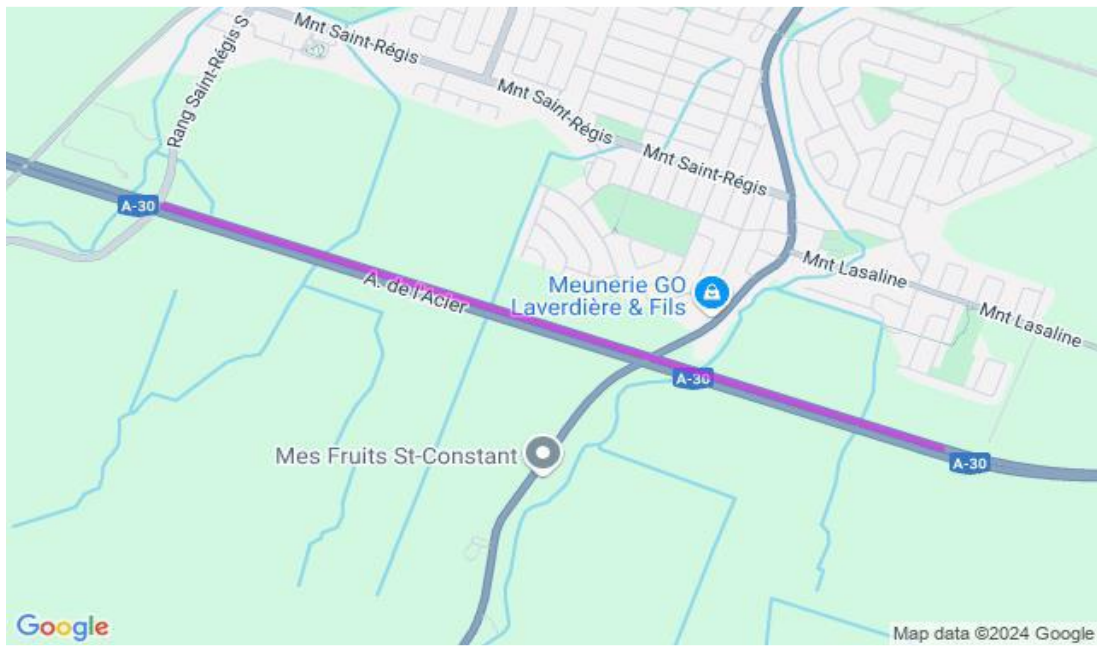 Mnt Saint-Régis
Rang Saint-Régis S
Mnt Saint-Régis
Mnt Saint-Régis
A-30
Mnt Lasaline
A. de l'Acier
Meunerie GO
Laverdière & Fils
Mnt Lasaline
A-30
Mes Fruits St-Constant
A-30
Google
Map data ©2024 Google